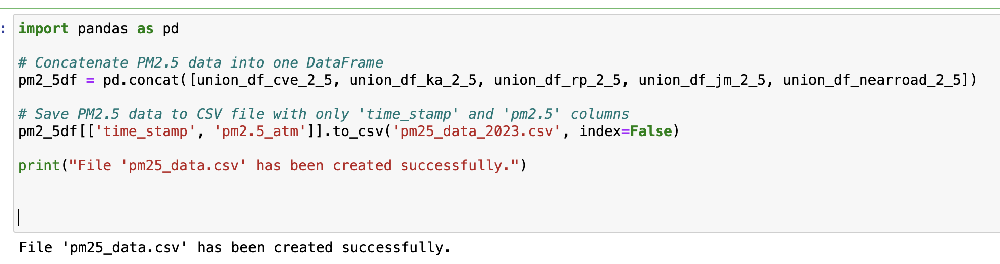 :
import pandas as pd
# Concatenate PM2.5 data into one DataFrame
pm2_5df = pd.concat([union_df_cve_2_5, union_df_ka_2_5, union_df_rp_2_5, union_df_jm_2_5, union_df_nearroad_2_5])
# Save PM2.5 data to CSV file with only 'time_stamp' and 'pm2.5' columns
pm2_5df[['time_stamp', 'pm2.5_atm']].to_csv('pm25_data_2023.csv', index=False)
print("File 'pm25_data.csv' has been created successfully.")
File 'pm25_data.csv' has been created successfully.